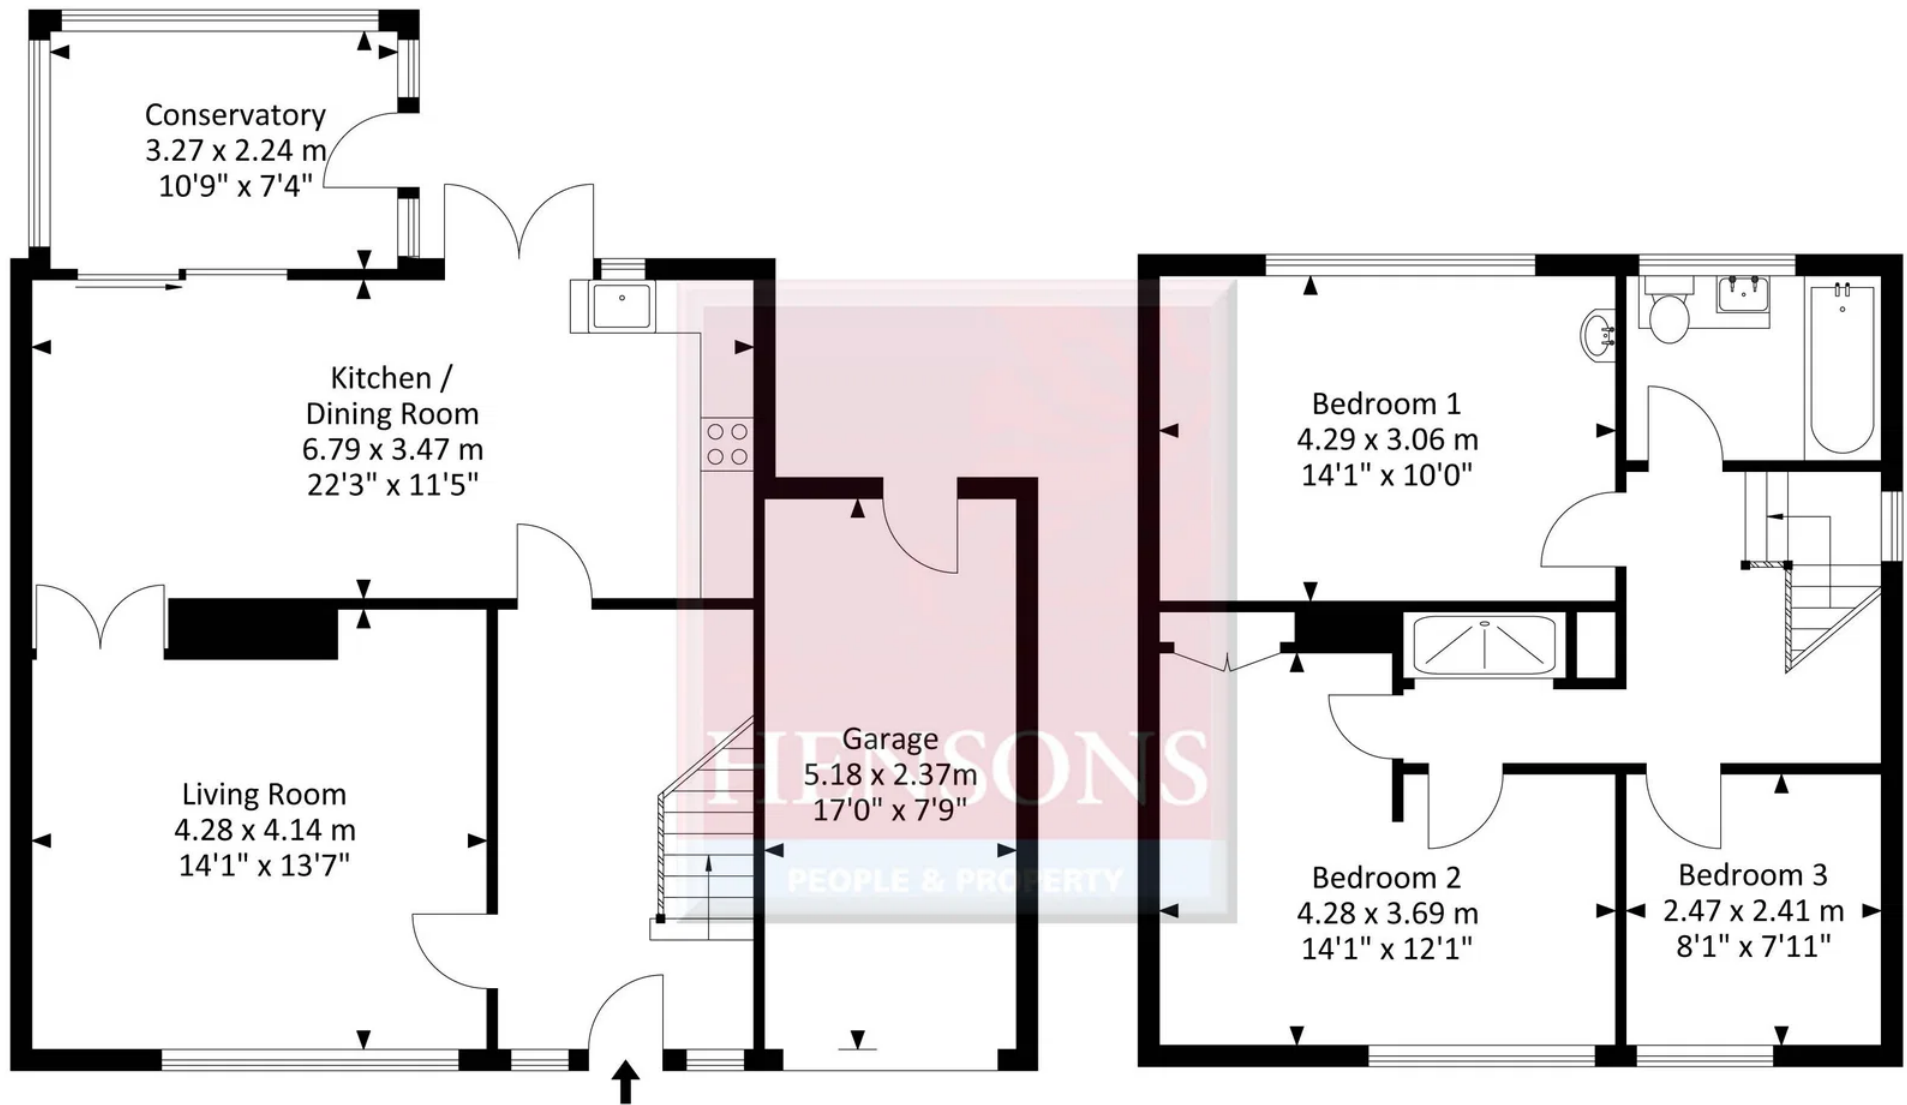 Conservatory
3.27 x 2.24 m
10'9" x 7'4"
Kitchen /
Dining Room
6.79 x 3.47 m
22'3" x 11'5"
Living Room
4.28 x 4.14 m
14'1" x 13'7"
Garage
5.18 x 2.37m
17'0" x 7'9"
HENSONS
PEOPLE & PROPERTY
Bedroom 1
4.29 x 3.06 m
14'1" x 10'0"
Bedroom 2
4.28 x 3.69 m
14'1" x 12'1"
Bedroom 3
2.47 x 2.41 m
8'1" x 7'11"